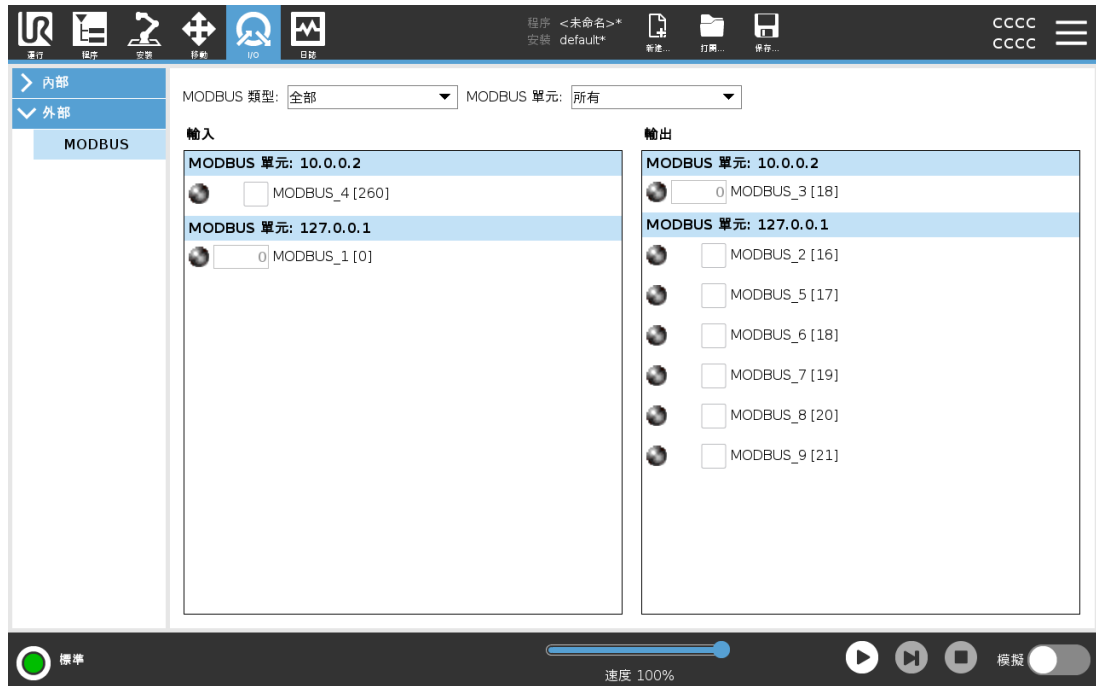 UR
運行 程序 安裝 移動 I/O 日誌
程序 <未命名>*
安裝 default*
新建... 打開... 保存...
CCCC
CCCC
內部
外部
MODBUS
MODBUS 類型: 全部 MODBUS 單元: 所有
輸入
MODBUS 單元: 10.0.0.2
MODBUS_4 [260]
MODBUS 單元: 127.0.0.1
0 MODBUS_1 [0]
輸出
MODBUS 單元: 10.0.0.2
0 MODBUS_3 [18]
MODBUS 單元: 127.0.0.1
MODBUS_2 [16]
MODBUS_5 [17]
MODBUS_6 [18]
MODBUS_7 [19]
MODBUS_8 [20]
MODBUS_9 [21]
標準
速度 100%
模擬